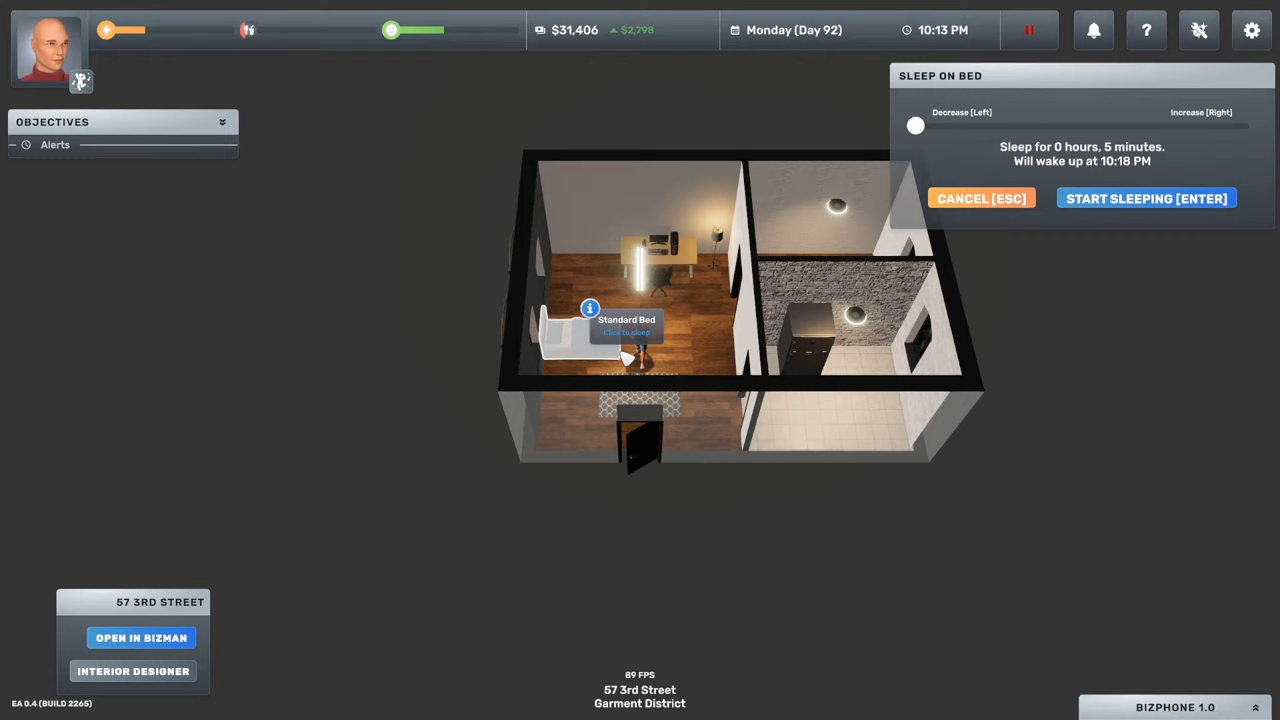 $31,406
$2,798
Monday (Day 92)
10:13 PM
?
SLEEP ON BED
Decrease [Left]
Increase [Right]
Sleep for 0 hours, 5 minutes.
Will wake up at 10:18 PM
CANCEL [ESC]
START SLEEPING [ENTER]
OBJECTIVES
Alerts
i
Standard Bed
Click to sleep
57 3RD STREET
OPEN IN BIZMAN
INTERIOR DESIGNER
EA 0.4 (BUILD 2265)
89 FPS
57 3rd Street
Garment District
BIZPHONE 1.0